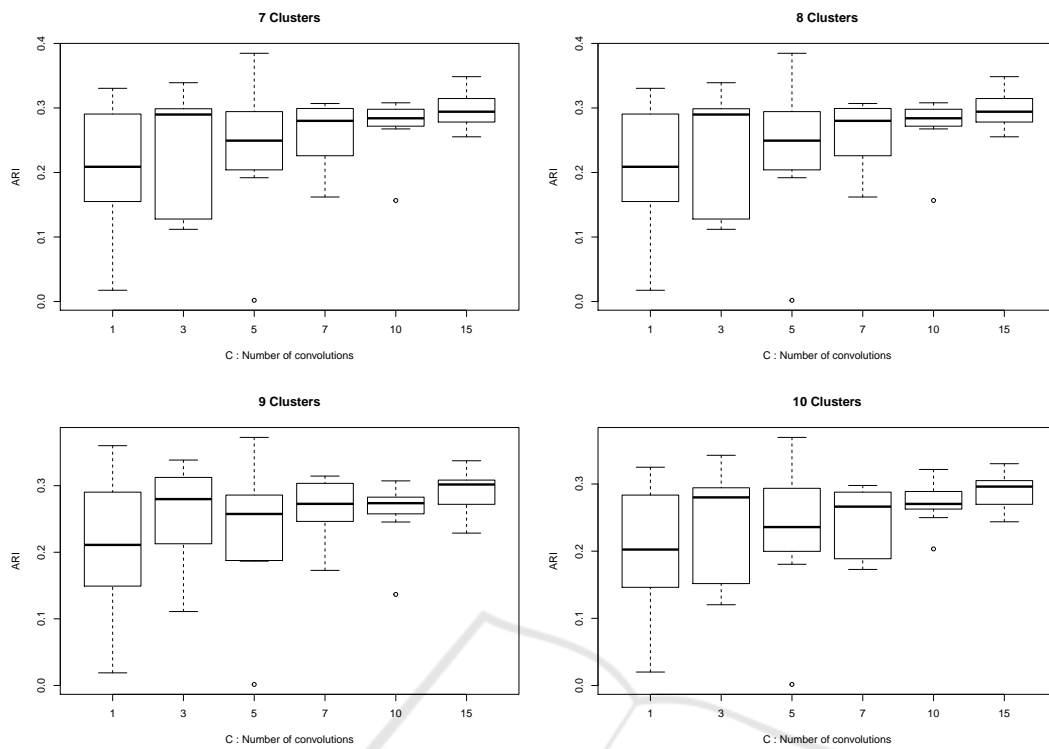 7 Clusters
0.4
0.3
0.2
0.1
0.0
ARI
1 3 5 7 10 15
C : Number of convolutions
8 Clusters
0.4
0.3
0.2
0.1
0.0
ARI
1 3 5 7 10 15
C : Number of convolutions
9 Clusters
0.3
0.2
0.1
0.0
ARI
1 3 5 7 10 15
C : Number of convolutions
10 Clusters
0.3
0.2
0.1
0.0
ARI
1 3 5 7 10 15
C : Number of convolutions